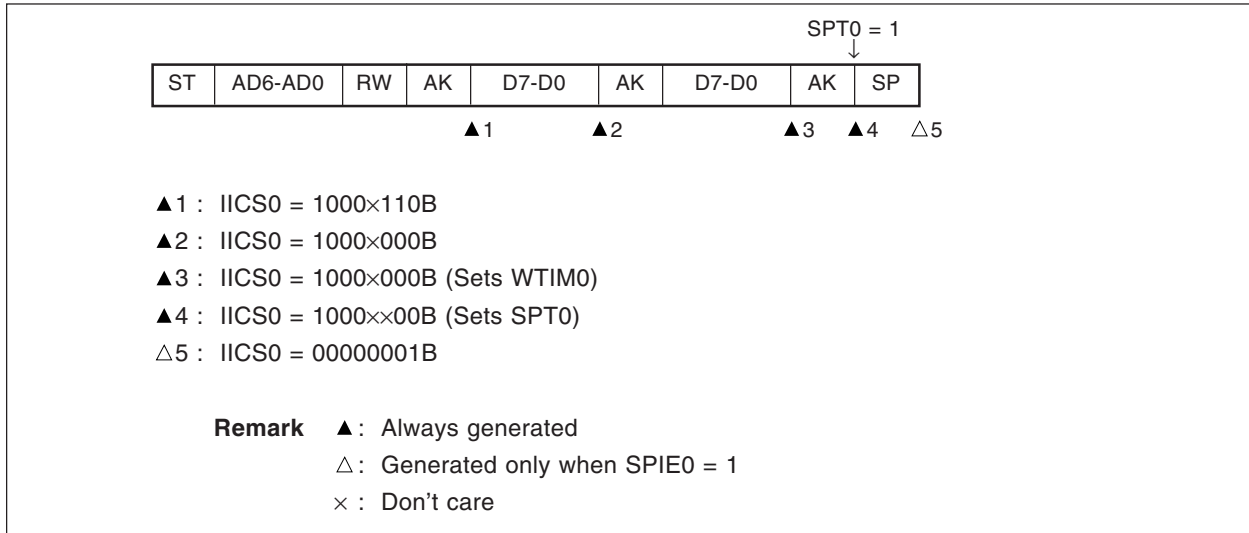 SPT0 = 1
↓
ST AD6-AD0 RW AK D7-D0 AK D7-D0 AK SP
▲1 ▲2 ▲3 ▲4 △5
▲1 : IICS0 = 1000×110B
▲2 : IICS0 = 1000×000B
▲3 : IICS0 = 1000×000B (Sets WTIM0)
▲4 : IICS0 = 1000××00B (Sets SPT0)
△5 : IICS0 = 00000001B
Remark ▲ : Always generated
△ : Generated only when SPIE0 = 1
× : Don't care